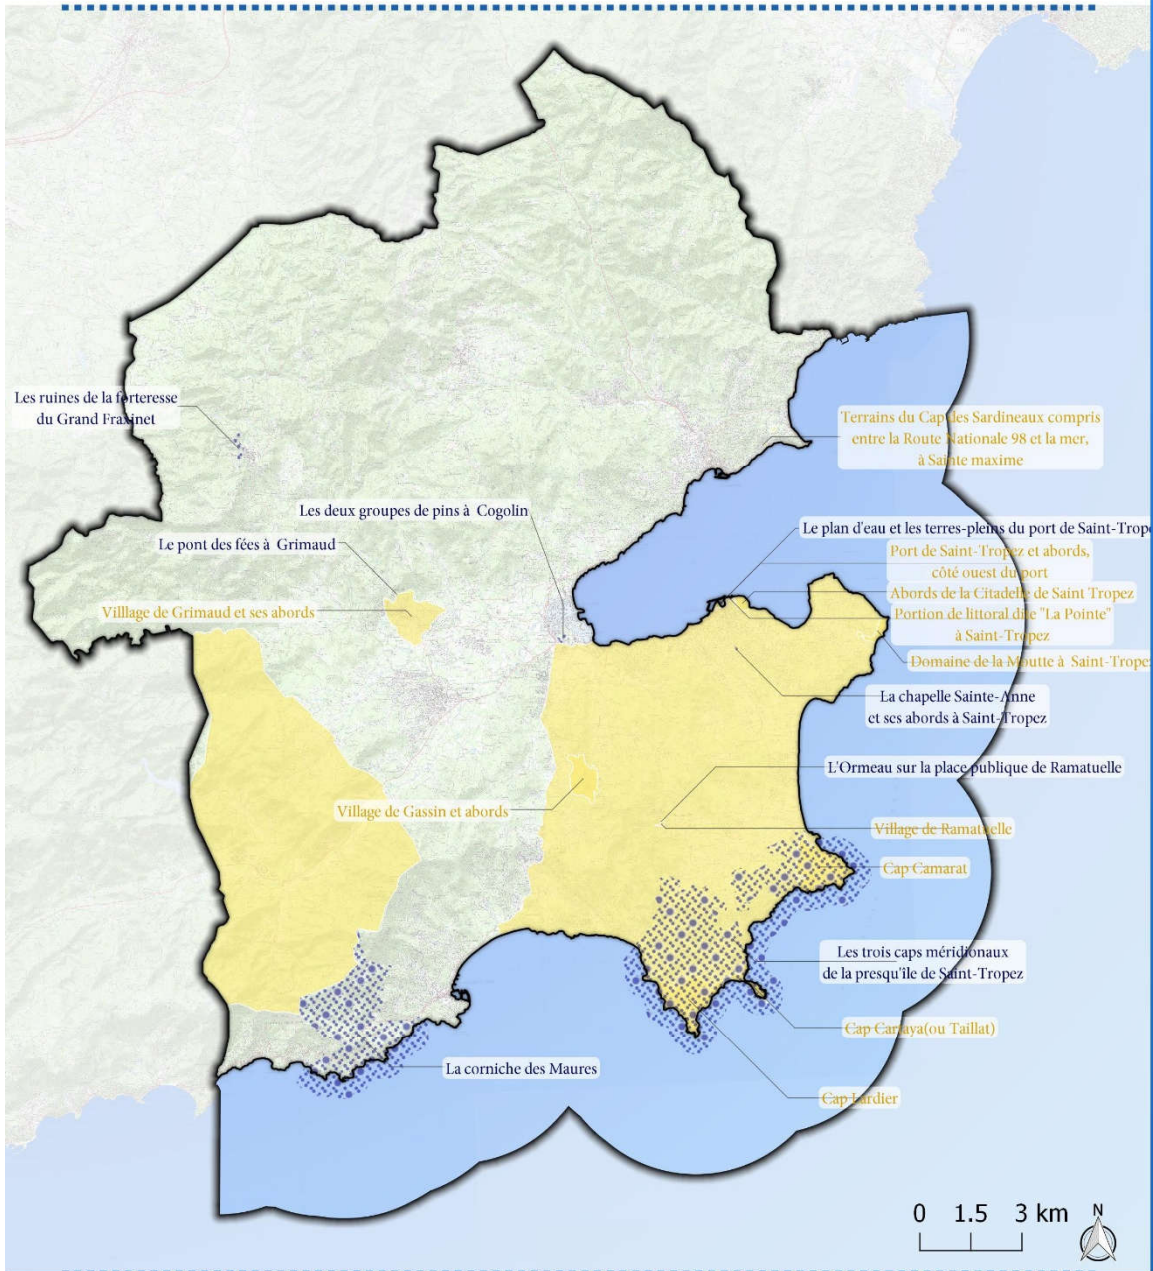 Les ruines de la forteresse
du Grand Fraxinet
Terrains du Cap des Sardineaux compris
entre la Route Nationale 98 et la mer,
à Sainte maxime
Les deux groupes de pins à Cogolin
Le plan d'eau et les terres-pleins du port de Saint-Trope
Le pont des fées à Grimaud
Port de Saint-Tropez et abords,
côté ouest du port
Abords de la Citadelle de Saint Tropez
Villlage de Grimaud et ses abords
Portion de littoral dite "La Pointe"
à Saint-Tropez
Domaine de la Moutte à Saint-Tropez
La chapelle Sainte-Anne
et ses abords à Saint-Tropez
L'Ormeau sur la place publique de Ramatuelle
Village de Gassin et abords
Village de Ramatuelle
Cap Camarat
Les trois caps méridionaux
de la presqu'île de Saint-Tropez
Cap Cartaya(ou Taillat)
La corniche des Maures
Cap Lardier
0 1.5 3 km
N